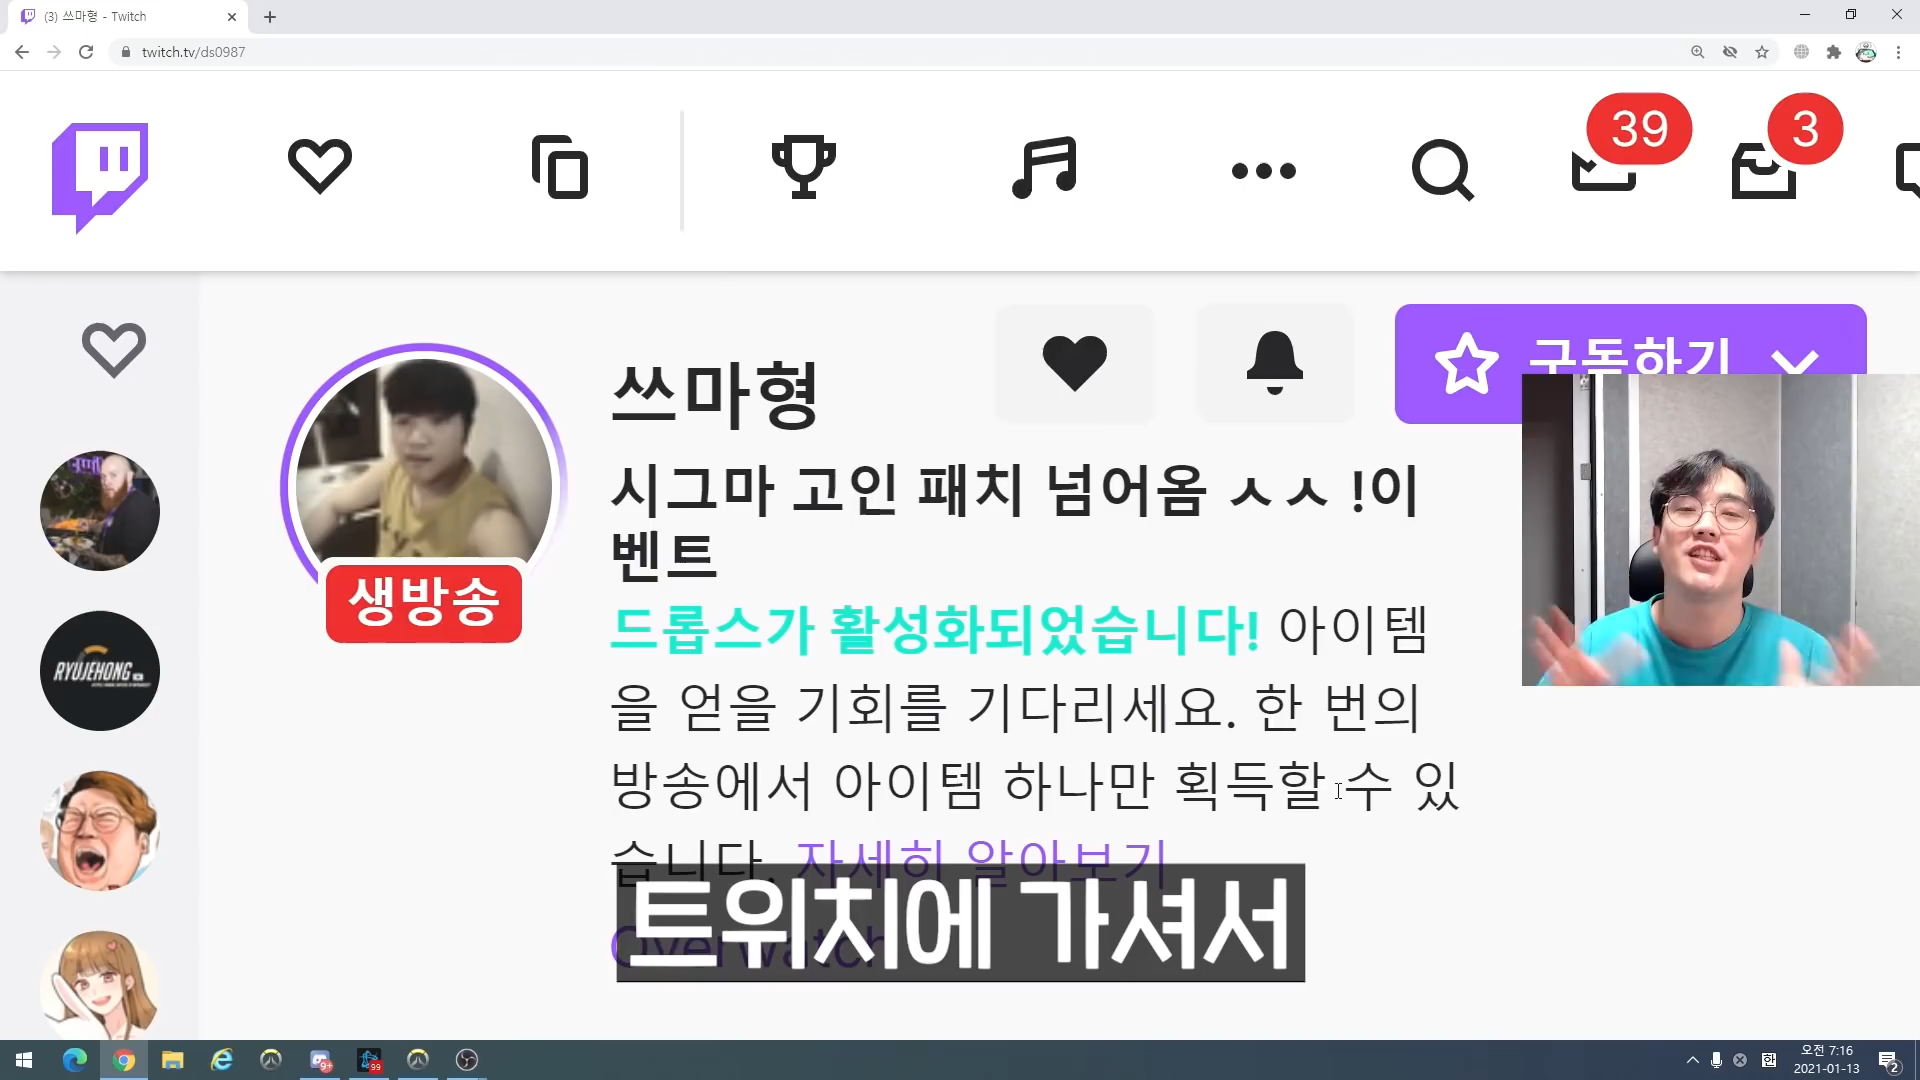 (3) 쓰마형 - Twitch
twitch.tv/ds0987
39
3
쓰마형
구독하기
시그마 고인 패치 넘어옴 ㅅㅅ !이
벤트
생방송
드롭스가 활성화되었습니다! 아이템
을 얻을 기회를 기다리세요. 한 번의
방송에서 아이템 하나만 획득할 수 있
습니다. 자세히 알아보기
Overwatch
트위치에 가셔서
RYUJEHONG
9+
99
한
오전 7:16
2021-01-13
2